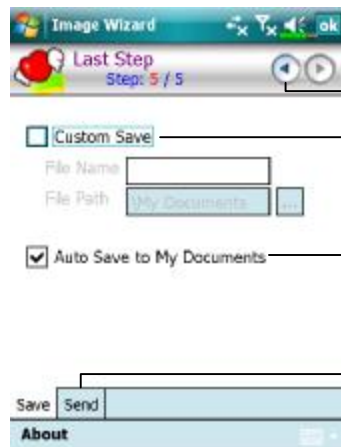 Image Wizard ok
Last Step
Step: 5 / 5
Custom Save
File Name
File Path \My Documents ...
Auto Save to My Documents
Save Send
About